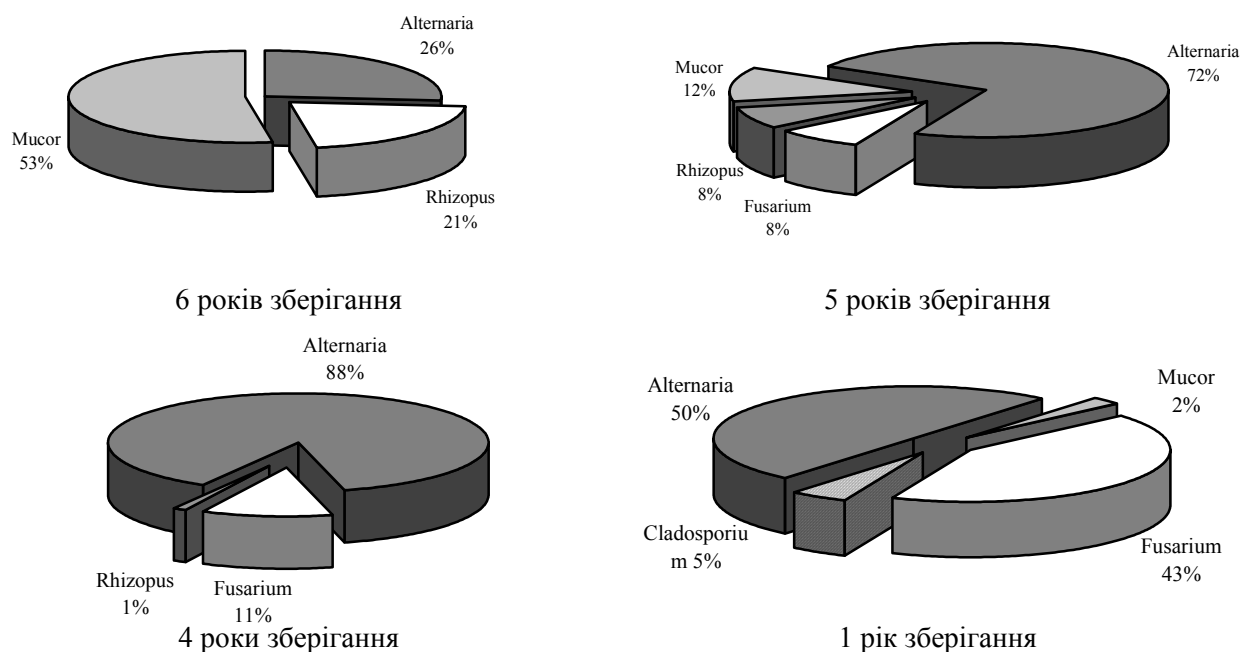 Alternaria
26%
Mucor
53%
Rhizopus
21%
6 років зберігання
Alternaria
72%
Mucor
12%
Rhizopus
8%
Fusarium
8%
5 років зберігання
Alternaria
88%
Rhizopus
1%
Fusarium
11%
4 роки зберігання
Alternaria
50%
Mucor
2%
Cladosporiu
m 5%
Fusarium
43%
1 рік зберігання